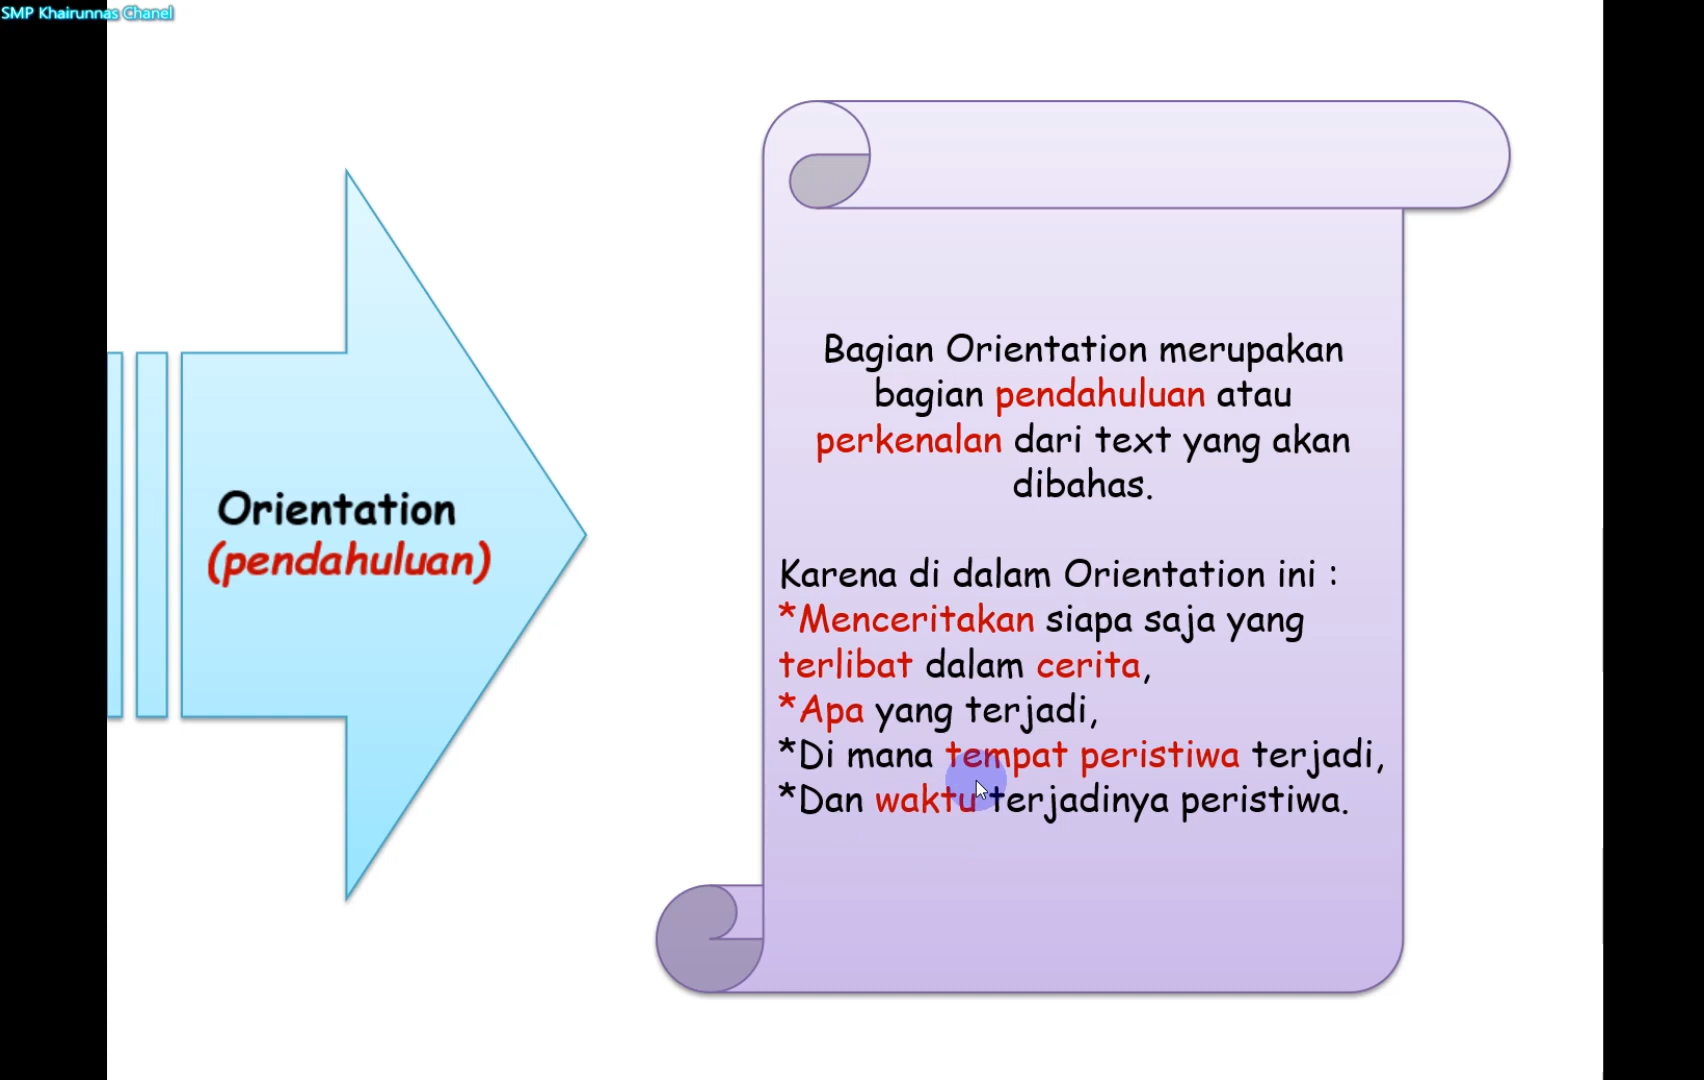 SMP Khairunnas Chanel
Orientation
(pendahuluan)
Bagian Orientation merupakan
bagian pendahuluan atau
perkenalan dari text yang akan
dibahas.
Karena di dalam Orientation ini :
*Menceritakan siapa saja yang
terlibat dalam cerita,
*Apa yang terjadi,
*Di mana tempat peristiwa terjadi,
*Dan waktu terjadinya peristiwa.